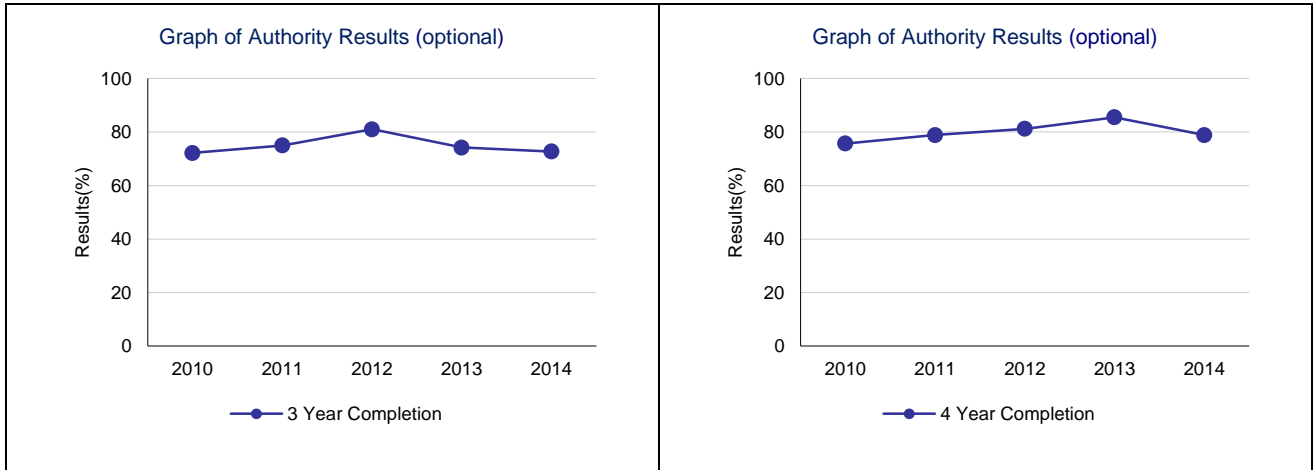 Graph of Authority Results (optional)
100
80
60
40
20
0
Results(%)
2010 2011 2012 2013 2014
3 Year Completion
Graph of Authority Results (optional)
100
80
60
40
20
0
Results(%)
2010 2011 2012 2013 2014
4 Year Completion